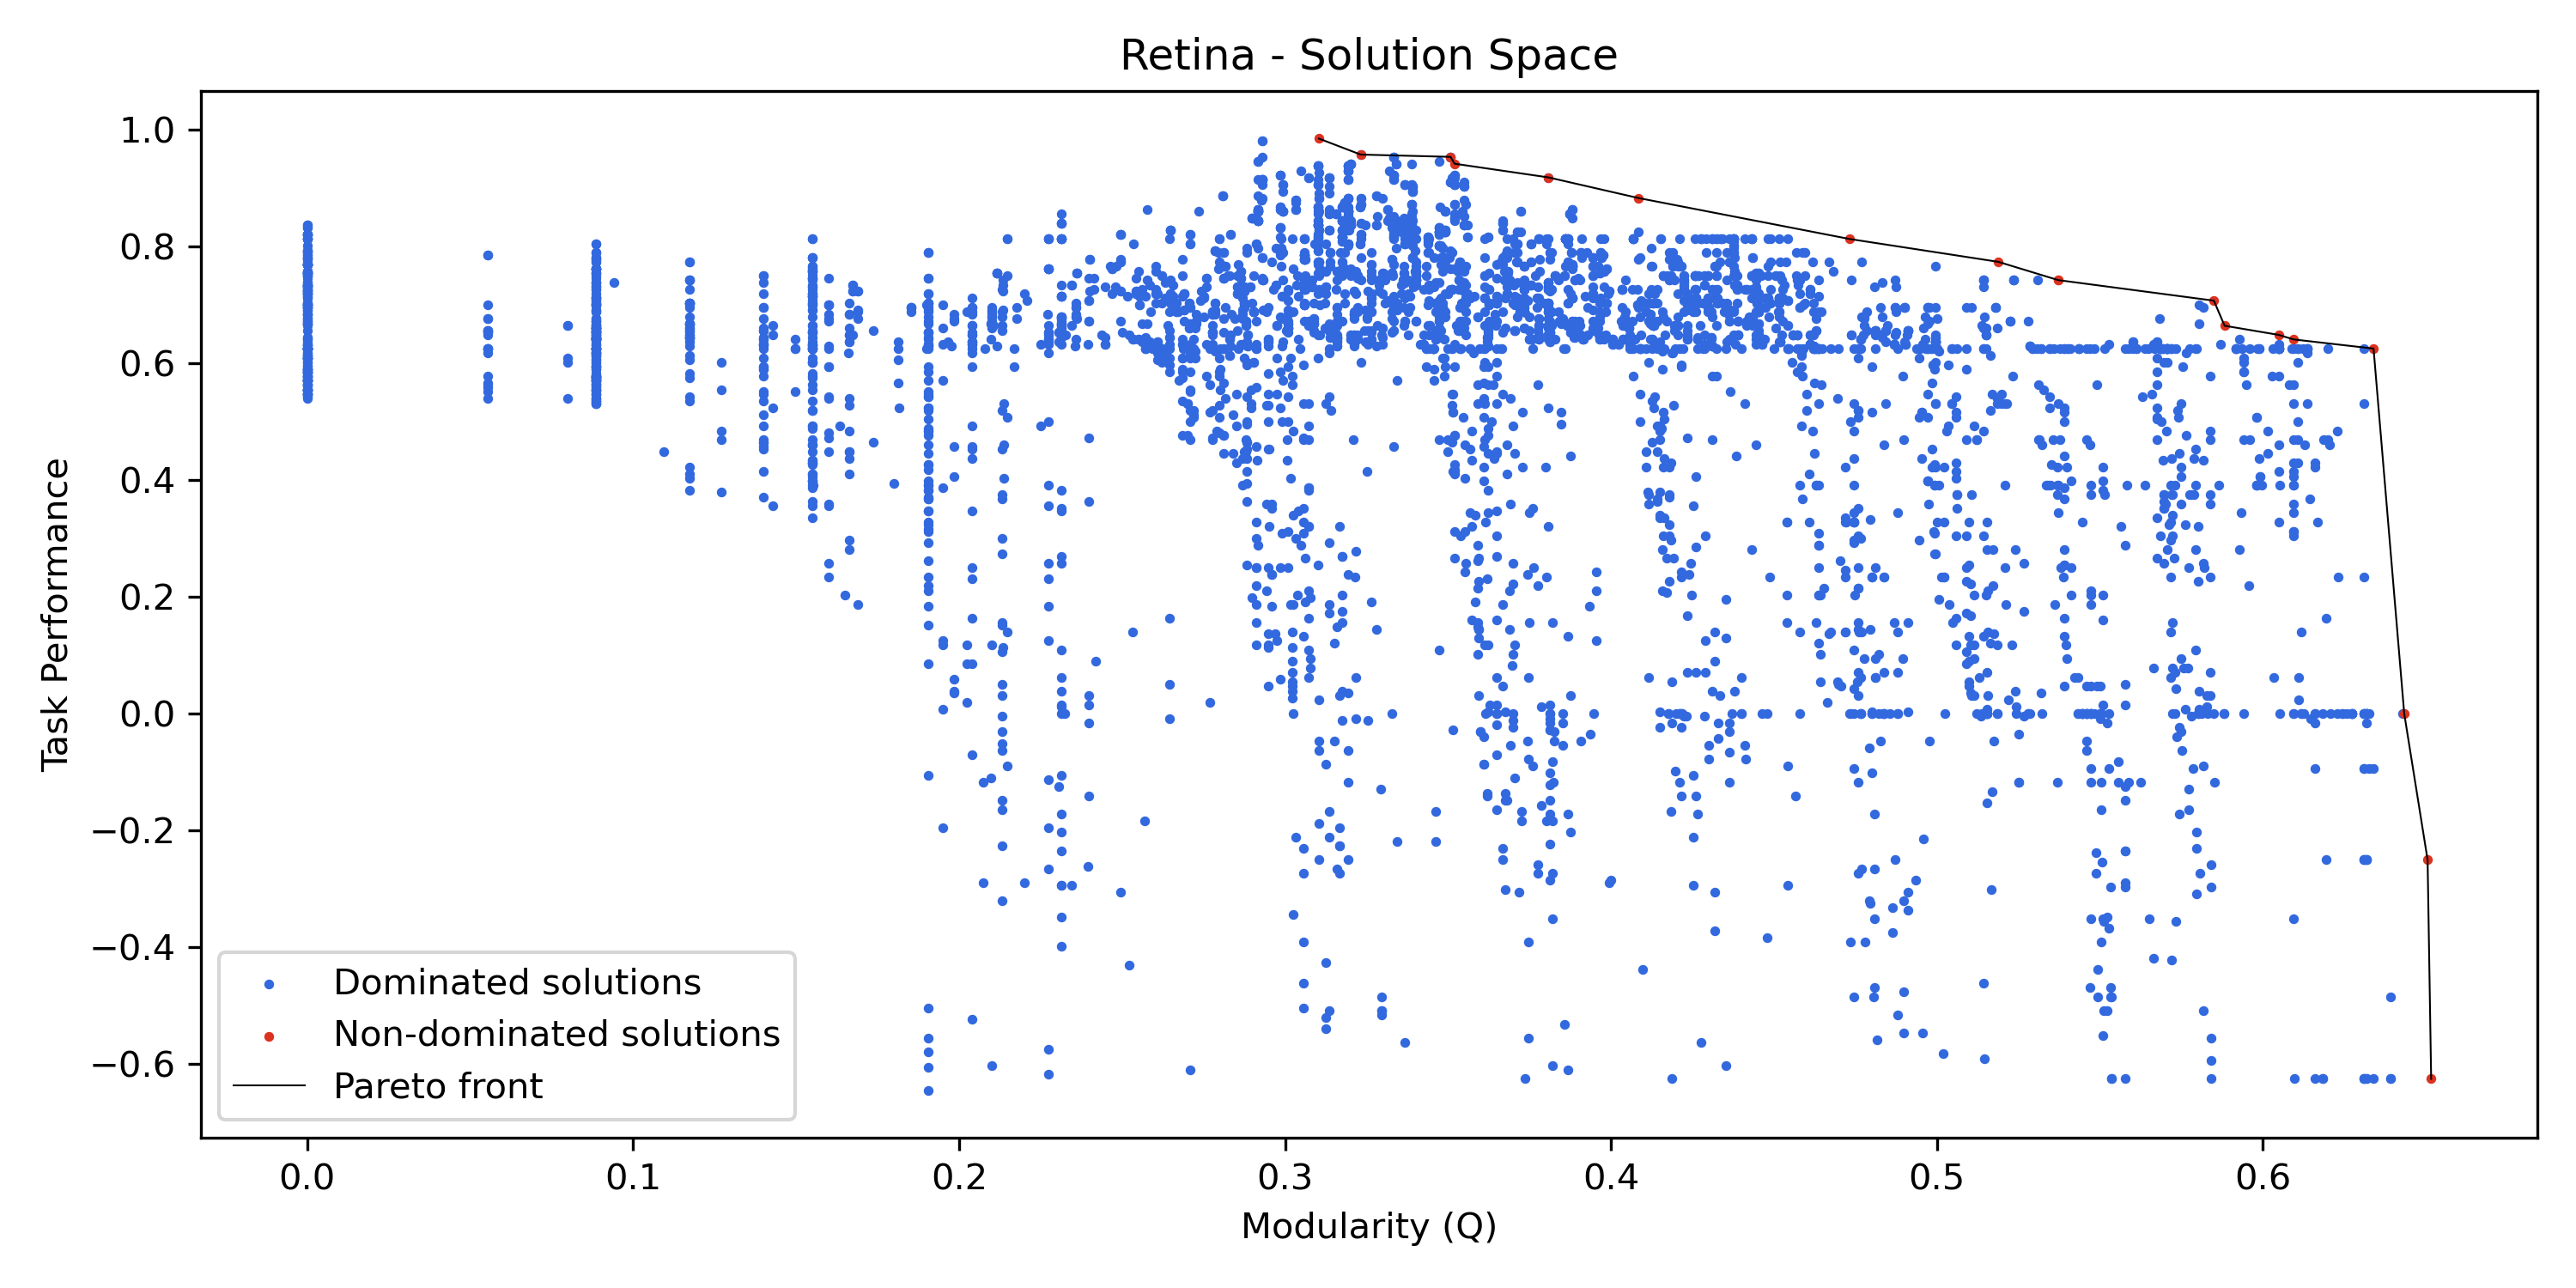 Retina - Solution Space
Task Performance
1.0
0.8
0.6
0.4
0.2
0.0
−0.2
−0.4
−0.6
Dominated solutions
Non-dominated solutions
Pareto front
0.0 0.1 0.2 0.3 0.4 0.5 0.6
Modularity (Q)